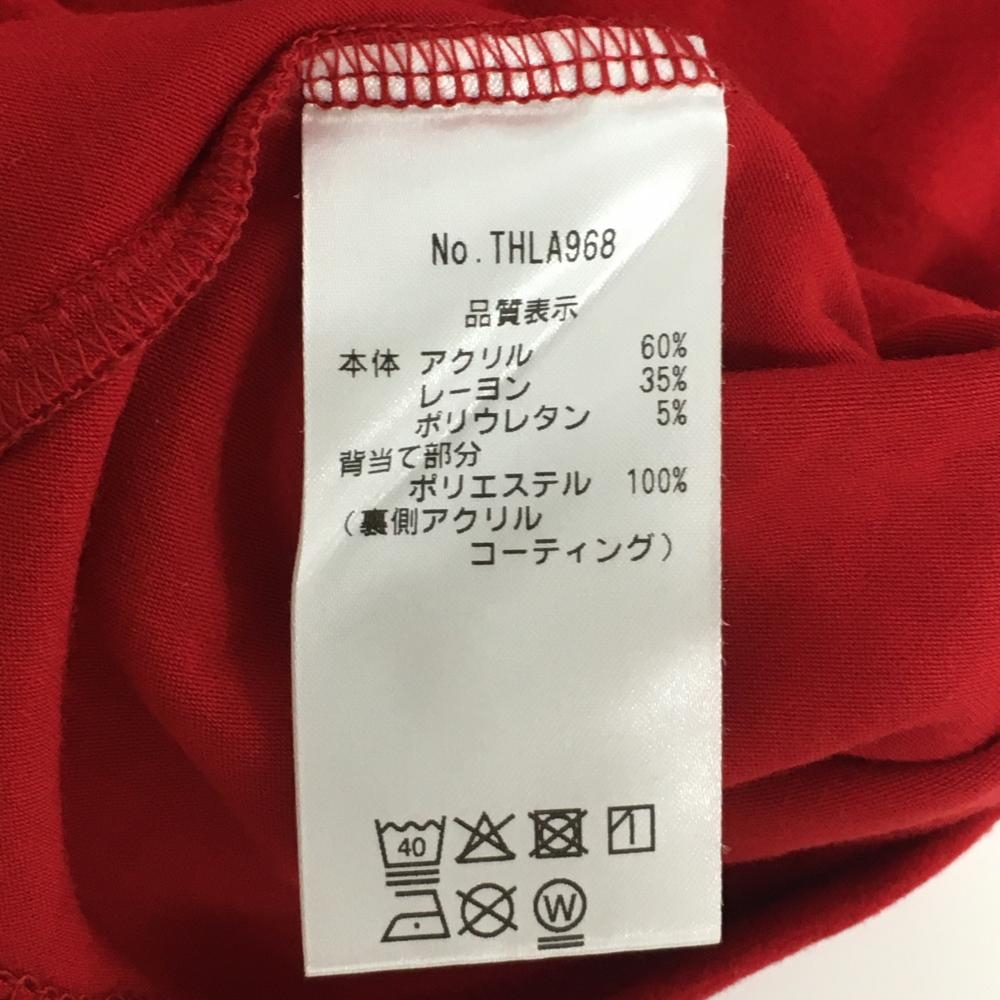 No.THLA968
品質表示
本体 アクリル 60%
レーヨン 35%
ポリウレタン 5%
背当て部分
ポリエステル 100%
(裏側アクリル
コーティング)
40
W